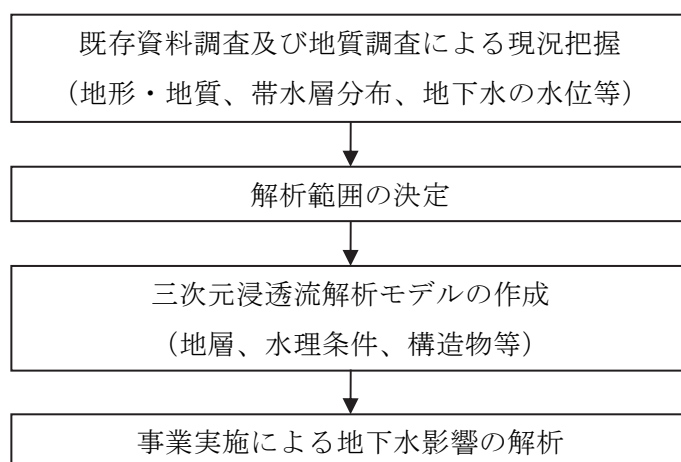 既存資料調査及び地質調査による現況把握
（地形・地質、帯水層分布、地下水の水位等）
解析範囲の決定
三次元浸透流解析モデルの作成
（地層、水理条件、構造物等）
事業実施による地下水影響の解析